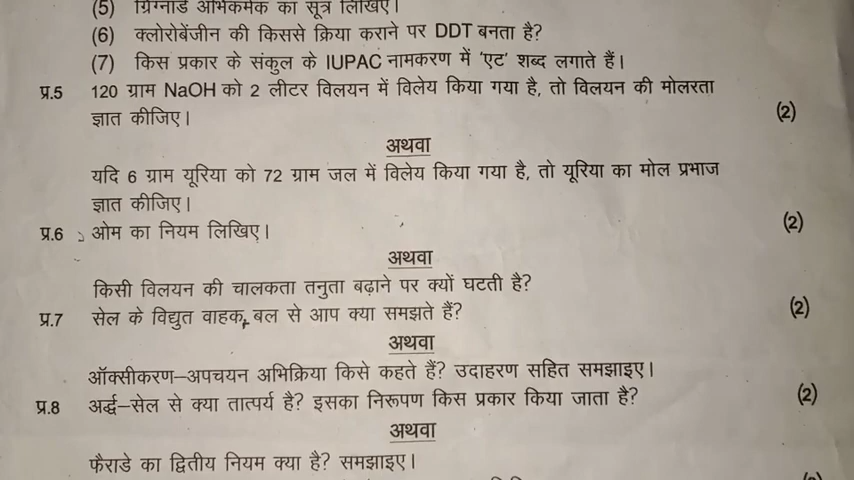 (5) ग्रिग्नार्ड अभिकर्मक का सूत्र लिखिए।
(6) क्लोरोबेंजीन की किससे क्रिया कराने पर DDT बनता है?
(7) किस प्रकार के संकुल के IUPAC नामकरण में ‘एट’ शब्द लगाते हैं।
प्र.5 120 ग्राम NaOH को 2 लीटर विलयन में विलेय किया गया है, तो विलयन की मोलरता
ज्ञात कीजिए। (2)
अथवा
यदि 6 ग्राम यूरिया को 72 ग्राम जल में विलेय किया गया है, तो यूरिया का मोल प्रभाज
ज्ञात कीजिए।
प्र.6 ओम का नियम लिखिए। (2)
अथवा
किसी विलयन की चालकता तनुता बढ़ाने पर क्यों घटती है?
प्र.7 सेल के विद्युत वाहक बल से आप क्या समझते हैं? (2)
अथवा
ऑक्सीकरण–अपचयन अभिक्रिया किसे कहते हैं? उदाहरण सहित समझाइए।
प्र.8 अर्द्ध–सेल से क्या तात्पर्य है? इसका निरूपण किस प्रकार किया जाता है? (2)
अथवा
फैराडे का द्वितीय नियम क्या है? समझाइए।